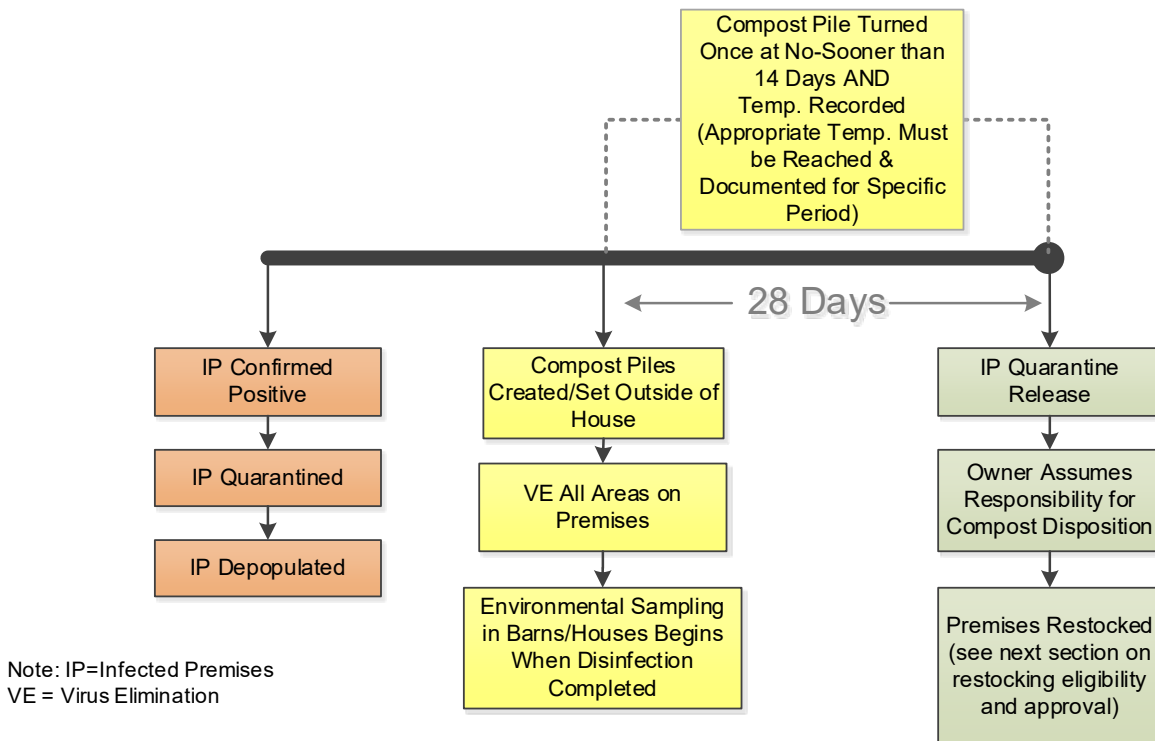 Compost Pile Turned
Once at No-Sooner than
14 Days AND
Temp. Recorded
(Appropriate Temp. Must
be Reached &
Documented for Specific
Period)
28 Days
IP Confirmed
Positive
IP Quarantined
IP Depopulated
Compost Piles
Created/Set Outside of
House
VE All Areas on
Premises
Environmental Sampling
in Barns/Houses Begins
When Disinfection
Completed
IP Quarantine
Release
Owner Assumes
Responsibility for
Compost Disposition
Premises Restocked
(see next section on
restocking eligibility
and approval)
Note: IP=Infected Premises
VE = Virus Elimination